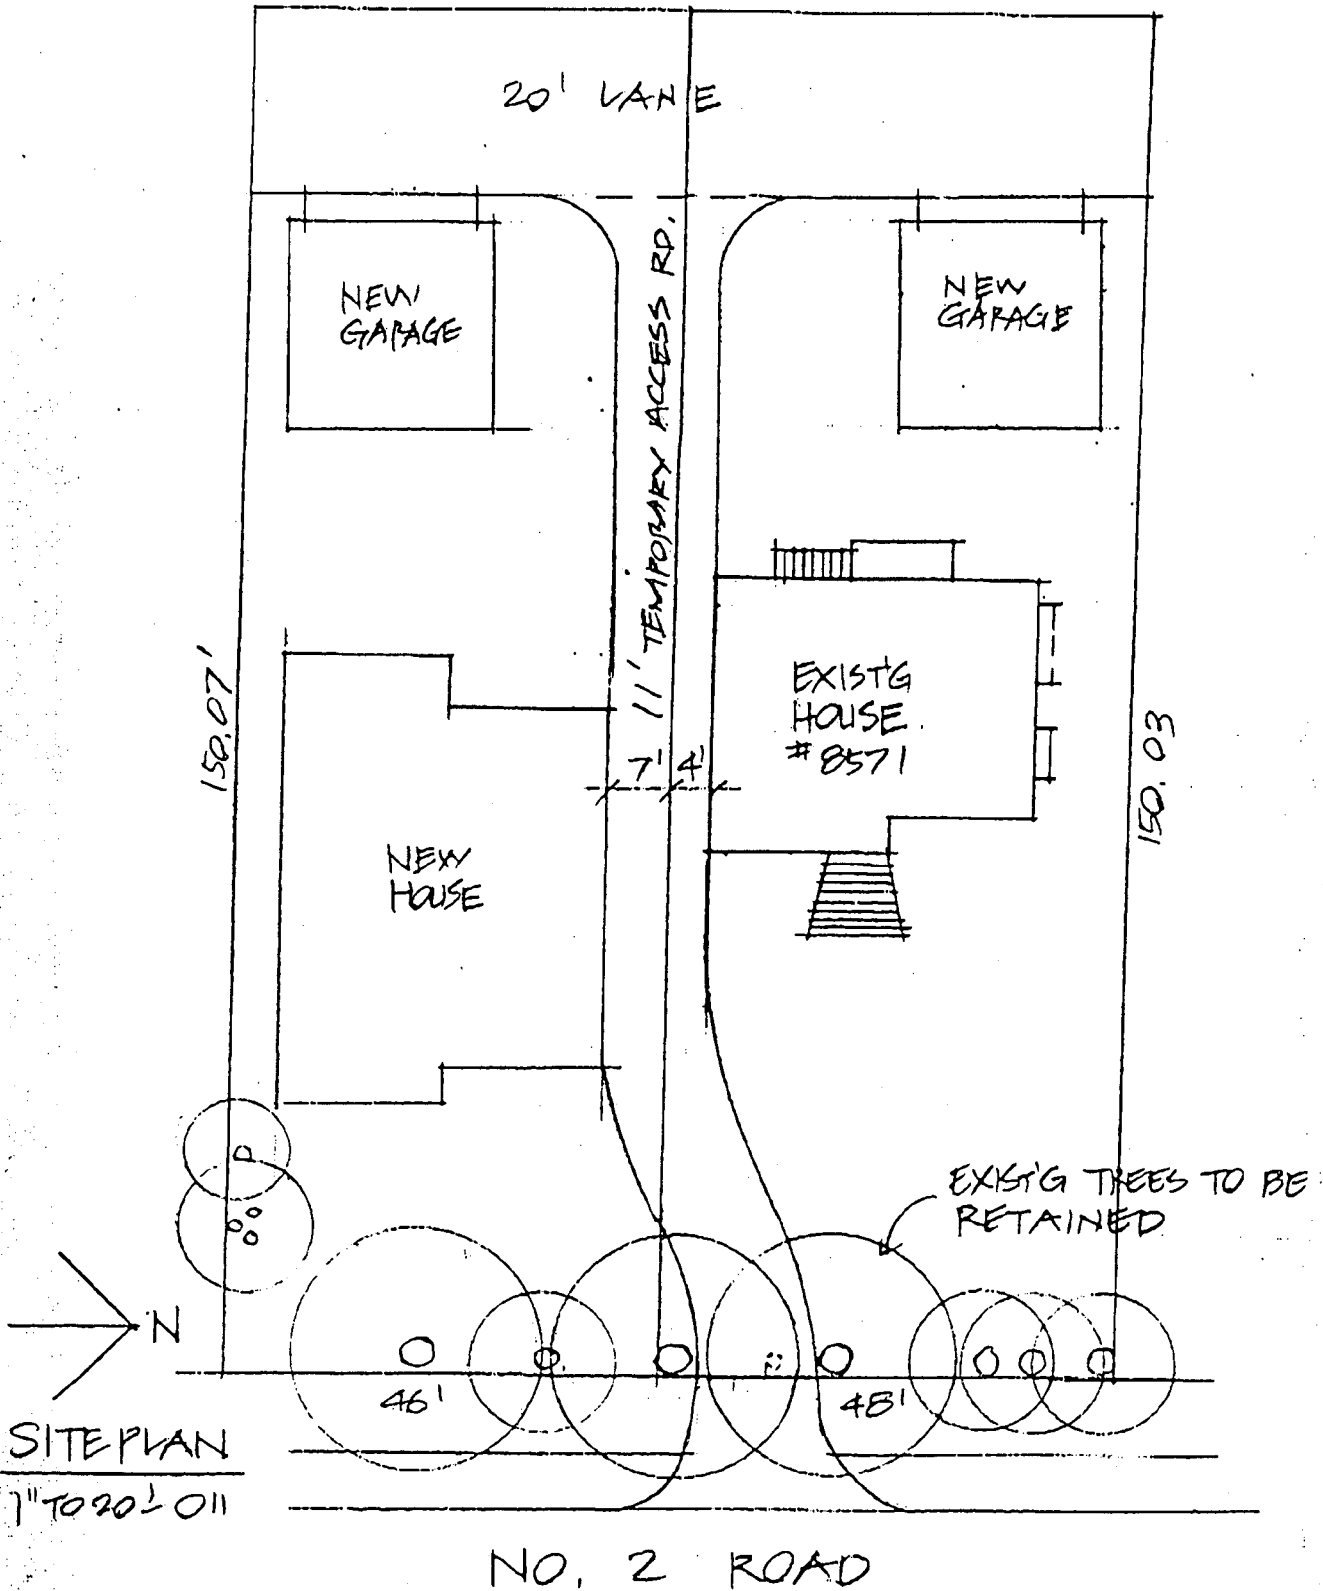 20' LANE
NEW
GARAGE
NEW
GARAGE
11' TEMPORARY ACCESS RD.
EXIST'G
HOUSE.
#8571
150.07'
7' 4'
150.03
NEW
HOUSE
EXIST'G TREES TO BE
RETAINED
N
46'
48'
SITE PLAN
1" TO 20'-0"
NO. 2 ROAD